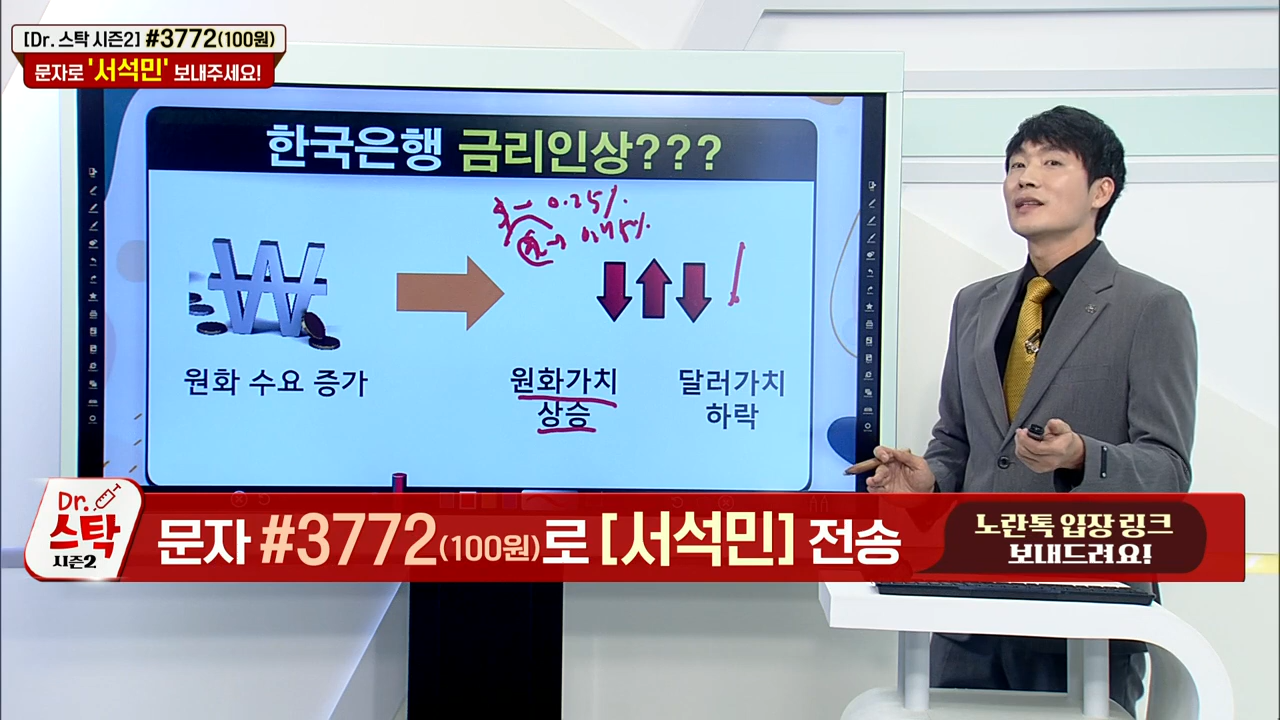 [Dr. 스탁 시즌2] #3772(100원)
문자로 '서석민' 보내주세요!
한국은행 금리인상???
0.25%
원화 수요 증가
원화가치
상승
달러가치
하락
Dr.
스탁
시즌2
문자 #3772(100원)로 [서석민] 전송
노란톡 입장 링크
보내드려요!